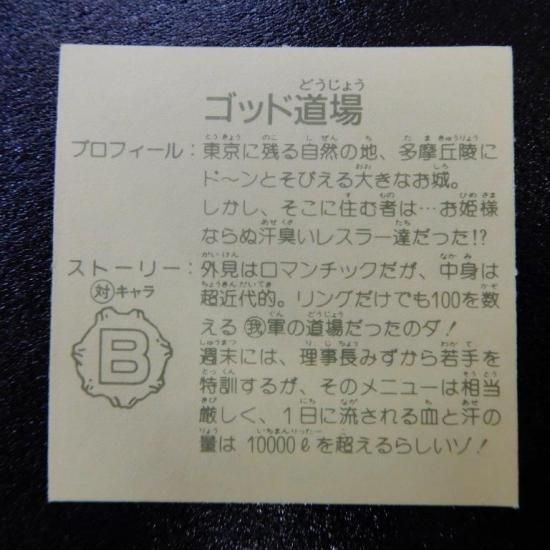 ゴッド道場
プロフィール：東京に残る自然の地、多摩丘陵に
ド〜ンとそびえる大きなお城。
しかし、そこに住む者は…お姫様
ならぬ汗臭いレスラー達だった!?
ストーリー：外見はロマンチックだが、中身は
超近代的。リングだけでも100を数
える㊎軍の道場だったのダ！
週末には、理事長みずから若手を
特訓するが、そのメニューは相当
厳しく、1日に流される血と汗の
量は10000ℓを超えるらしいゾ！
対キャラ
B